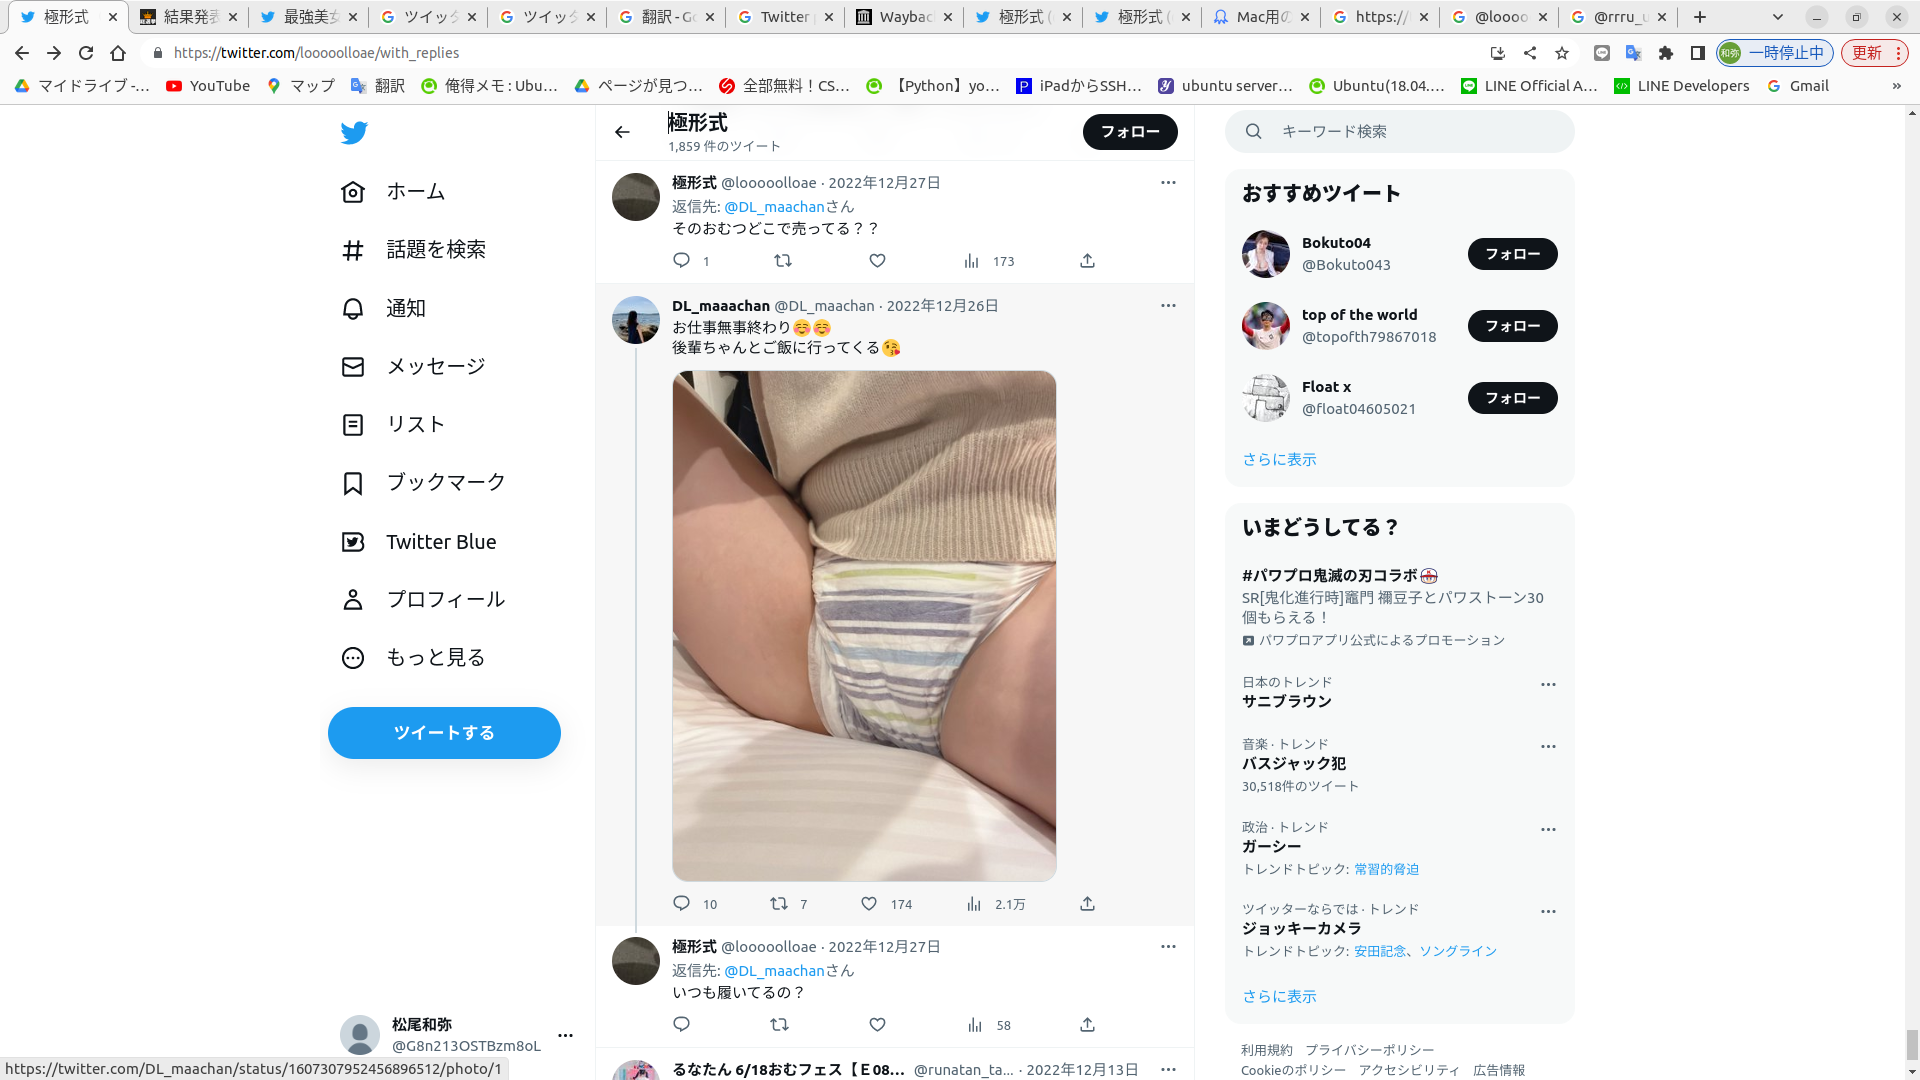 極形式
結果発表
最強美女
ツイッタ
ツイッタ
翻訳 - Go
Twitter p
Waybac
極形式 (
極形式 (
Mac用の
https://t
@loooo
@rrru_u
https://twitter.com/looooolloae/with_replies
和弥 一時停止中
更新
マイドライブ -...
YouTube
マップ
翻訳
俺得メモ : Ubu...
ページが見つ...
全部無料！CS...
【Python】yo...
iPadからSSH...
ubuntu server...
Ubuntu(18.04....
LINE Official A...
LINE Developers
Gmail
»
ホーム
話題を検索
通知
メッセージ
リスト
ブックマーク
Twitter Blue
プロフィール
もっと見る
ツイートする
松尾和弥
@G8n213OSTBzm8oL
https://twitter.com/DL_maachan/status/1607307952456896512/photo/1
極形式
1,859 件のツイート
フォロー
極形式 @looooolloae · 2022年12月27日
返信先: @DL_maachanさん
そのおむつどこで売ってる？？
1 173
DL_maaachan @DL_maachan · 2022年12月26日
お仕事無事終わり☺️☺️
後輩ちゃんとご飯に行ってくる😘
10 7 174 2.1万
極形式 @looooolloae · 2022年12月27日
返信先: @DL_maachanさん
いつも履いてるの？
58
るなたん 6/18おむフェス【Ｅ08... @runatan_ta... · 2022年12月13日
キーワード検索
おすすめツイート
Bokuto04
@Bokuto043
フォロー
top of the world
@topofth79867018
フォロー
Float x
@float04605021
フォロー
さらに表示
いまどうしてる？
#パワプロ鬼滅の刃コラボ
SR[鬼化進行時]竈門 禰豆子とパワストーン30
個もらえる！
パワプロアプリ公式によるプロモーション
日本のトレンド
サニブラウン
音楽 · トレンド
バスジャック犯
30,518件のツイート
政治 · トレンド
ガーシー
トレンドトピック: 常習的脅迫
ツイッターならでは · トレンド
ジョッキーカメラ
トレンドトピック: 安田記念、ソングライン
さらに表示
利用規約 プライバシーポリシー
Cookieのポリシー アクセシビリティ 広告情報